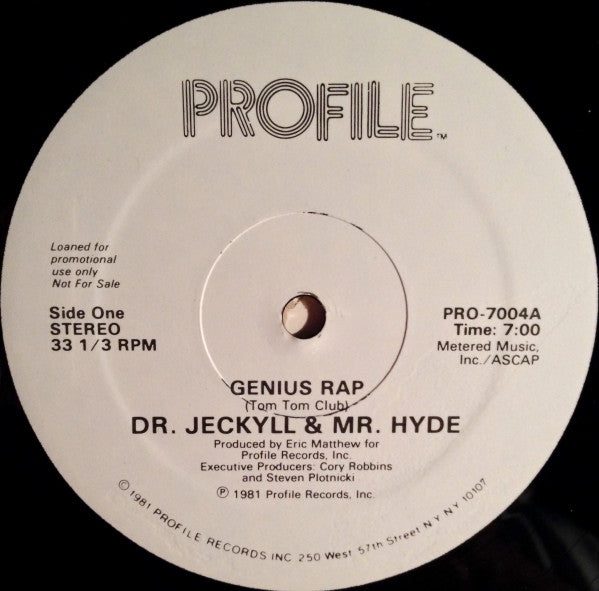 PROFILE™
Loaned for
promotional
use only
Not For Sale
Side One
STEREO
33 1/3 RPM
PRO-7004A
Time: 7:00
Metered Music,
Inc./ASCAP
GENIUS RAP
(Tom Tom Club)
DR. JECKYLL & MR. HYDE
Produced by Eric Matthew for
Profile Records, Inc.
Executive Producers: Cory Robbins
and Steven Plotnicki
℗ 1981 Profile Records, Inc.
© 1981 PROFILE RECORDS INC 250 West 57th Street N Y N Y 10107